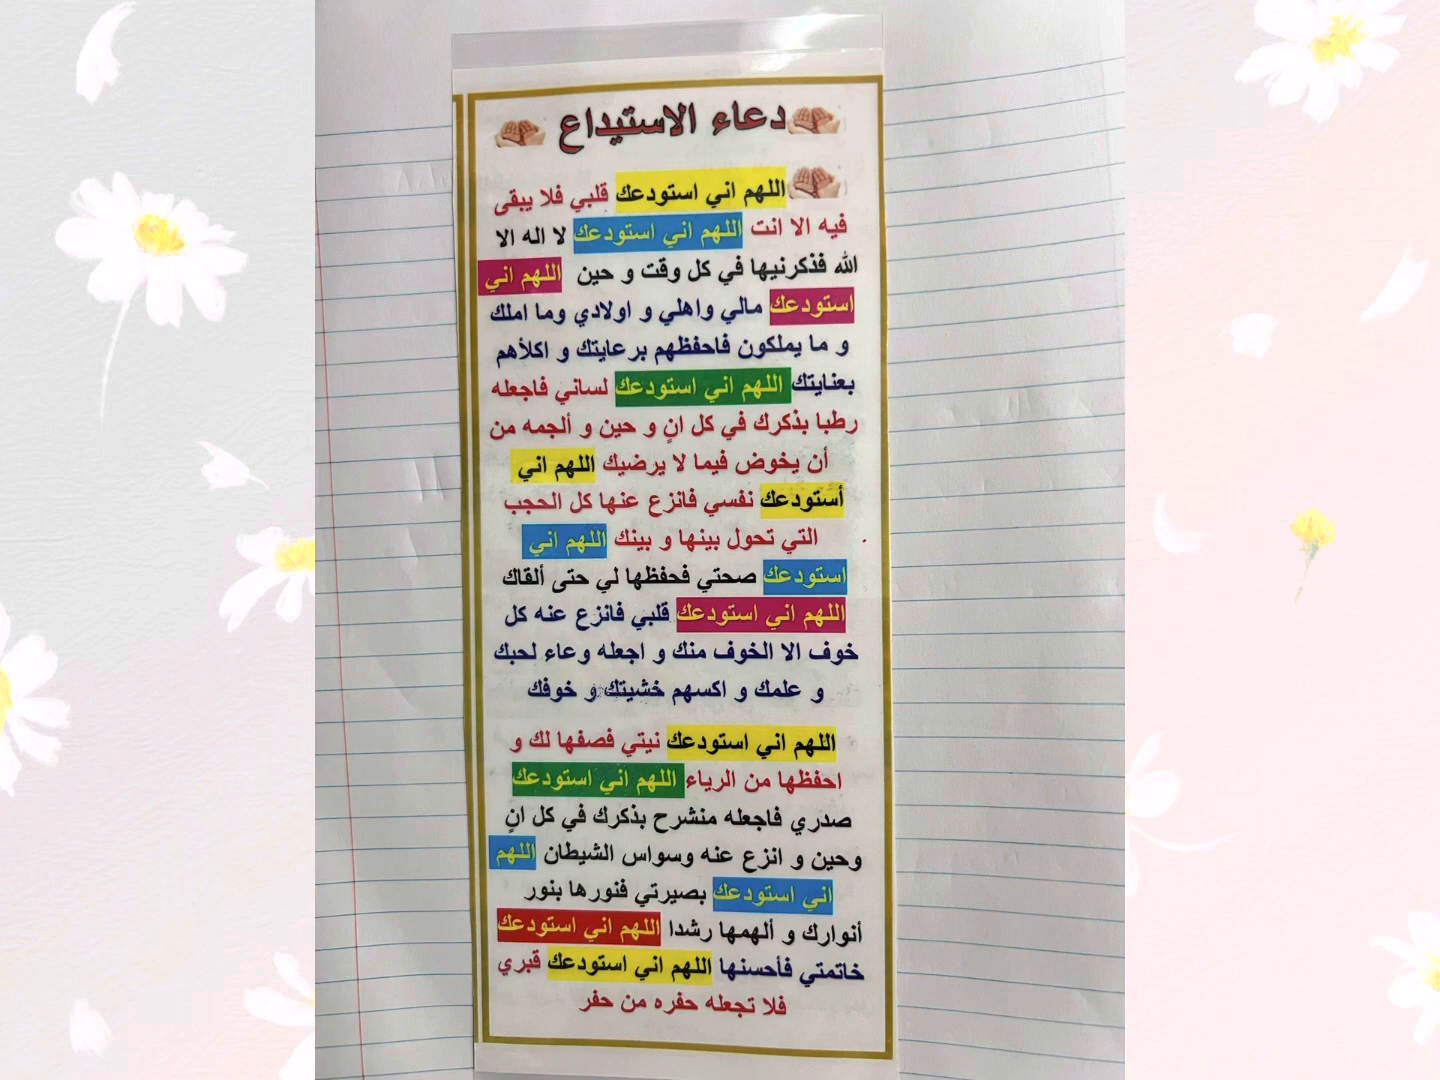 دعاء الاستيداع
اللهم اني استودعك قلبي فلا يبقى
فيه الا انت اللهم اني استودعك لا اله الا
الله فذكرنيها في كل وقت و حين اللهم اني
استودعك مالي واهلي و اولادي وما املك
و ما يملكون فاحفظهم برعايتك و اكلأهم
بعنايتك اللهم اني استودعك لساني فاجعله
رطبا بذكرك في كل انٍ و حين و ألجمه من
أن يخوض فيما لا يرضيك اللهم اني
أستودعك نفسي فانزع عنها كل الحجب
التي تحول بينها و بينك اللهم اني
استودعك صحتي فحفظها لي حتى ألقاك
اللهم اني استودعك قلبي فانزع عنه كل
خوف الا الخوف منك و اجعله وعاء لحبك
و علمك و اكسهم خشيتك و خوفك
اللهم اني استودعك نيتي فصفها لك و
احفظها من الرياء اللهم اني استودعك
صدري فاجعله منشرح بذكرك في كل انٍ
وحين و انزع عنه وسواس الشيطان اللهم
اني استودعك بصيرتي فنورها بنور
أنوارك و ألهمها رشدا اللهم اني استودعك
خاتمتي فأحسنها اللهم اني استودعك قبري
فلا تجعله حفره من حفر